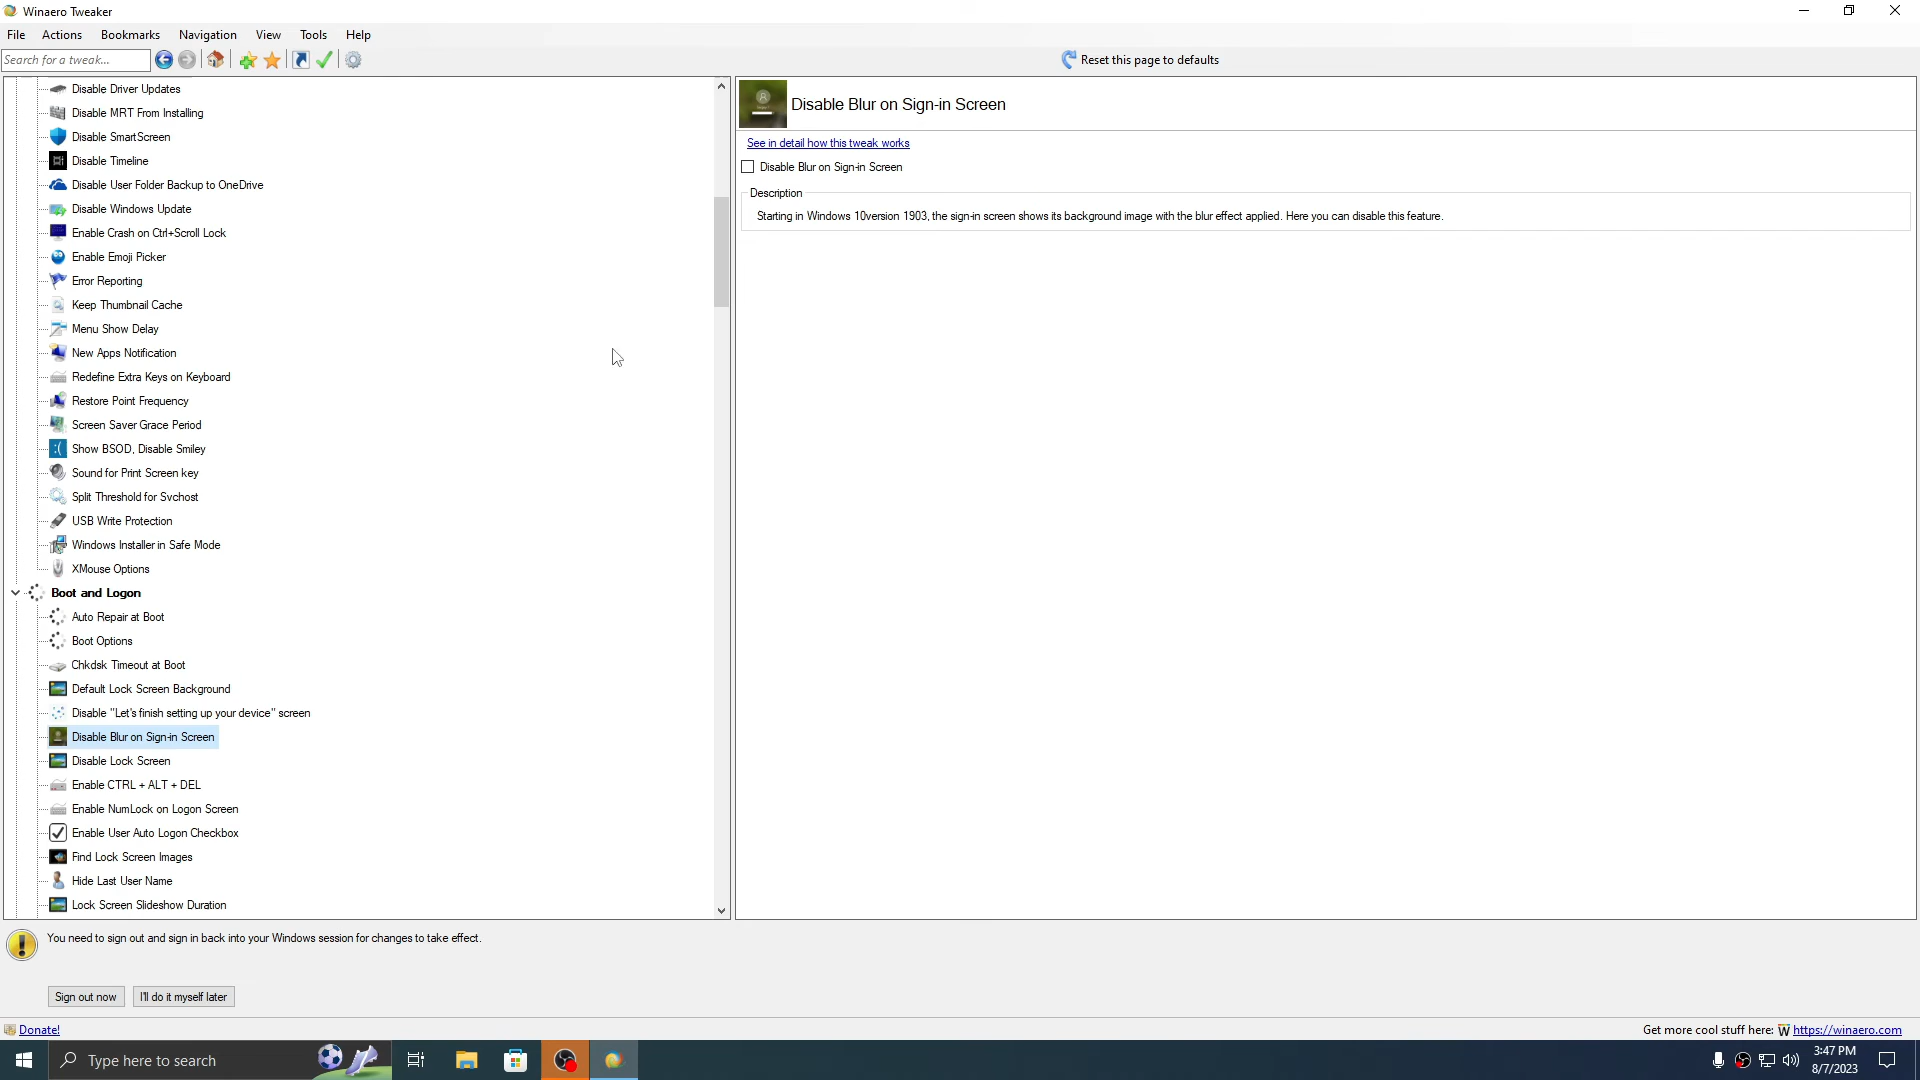 Winaero Tweaker
File Actions Bookmarks Navigation View Tools Help
Search for a tweak...
Reset this page to defaults
Disable Driver Updates
Disable MRT From Installing
Disable SmartScreen
Disable Timeline
Disable User Folder Backup to OneDrive
Disable Windows Update
Enable Crash on Ctrl+Scroll Lock
Enable Emoji Picker
Error Reporting
Keep Thumbnail Cache
Menu Show Delay
New Apps Notification
Redefine Extra Keys on Keyboard
Restore Point Frequency
Screen Saver Grace Period
Show BSOD, Disable Smiley
Sound for Print Screen key
Split Threshold for Svchost
USB Write Protection
Windows Installer in Safe Mode
XMouse Options
Boot and Logon
Auto Repair at Boot
Boot Options
Chkdsk Timeout at Boot
Default Lock Screen Background
Disable "Let's finish setting up your device" screen
Disable Blur on Sign-in Screen
Disable Lock Screen
Enable CTRL + ALT + DEL
Enable NumLock on Logon Screen
Enable User Auto Logon Checkbox
Find Lock Screen Images
Hide Last User Name
Lock Screen Slideshow Duration
Disable Blur on Sign-in Screen
See in detail how this tweak works
Disable Blur on Sign-in Screen
Description
Starting in Windows 10version 1903, the sign-in screen shows its background image with the blur effect applied. Here you can disable this feature.
You need to sign out and sign in back into your Windows session for changes to take effect.
Sign out now
I'll do it myself later
Donate!
Get more cool stuff here: W https://winaero.com
Type here to search
3:47 PM
8/7/2023